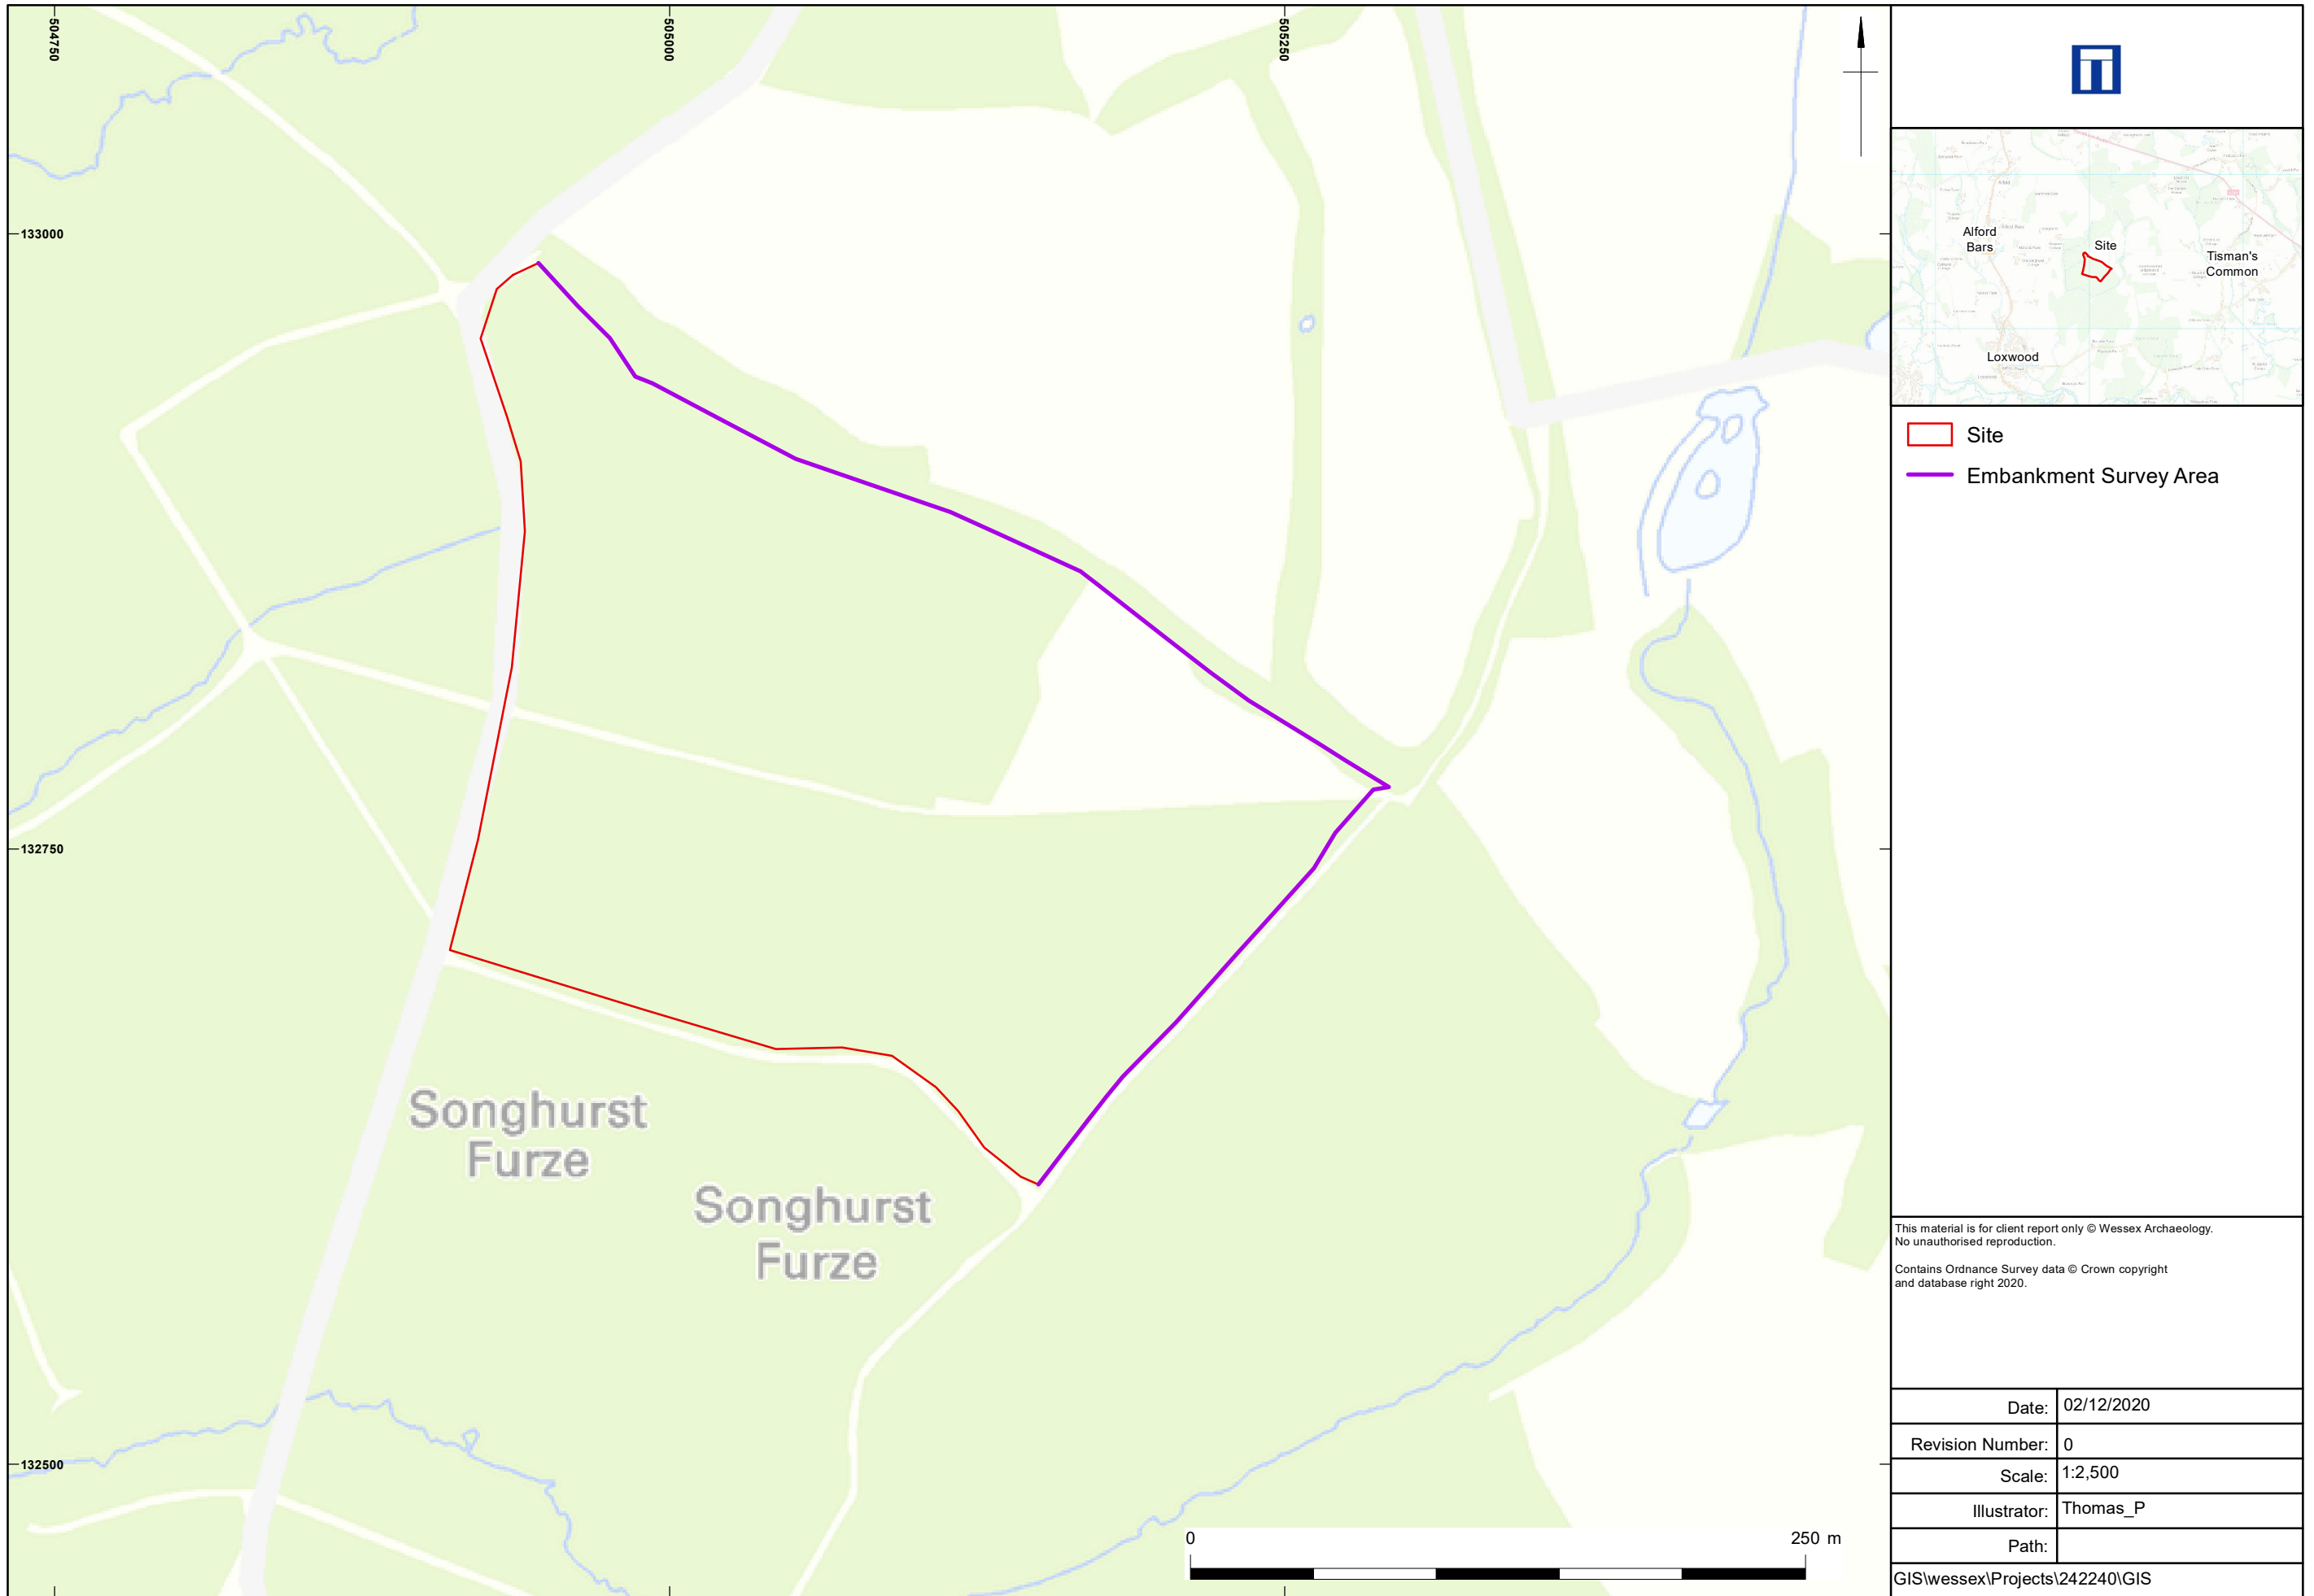 504750
505000
505250
133000
132750
132500
Songhurst
Furze
Songhurst
Furze
0
250 m
Alford
Bars
Site
Tisman's
Common
Loxwood
Site
Embankment Survey Area
This material is for client report only © Wessex Archaeology.
No unauthorised reproduction.
Contains Ordnance Survey data © Crown copyright
and database right 2020.
Date: 02/12/2020
Revision Number: 0
Scale: 1:2,500
Illustrator: Thomas_P
Path:
GIS\wessex\Projects\242240\GIS